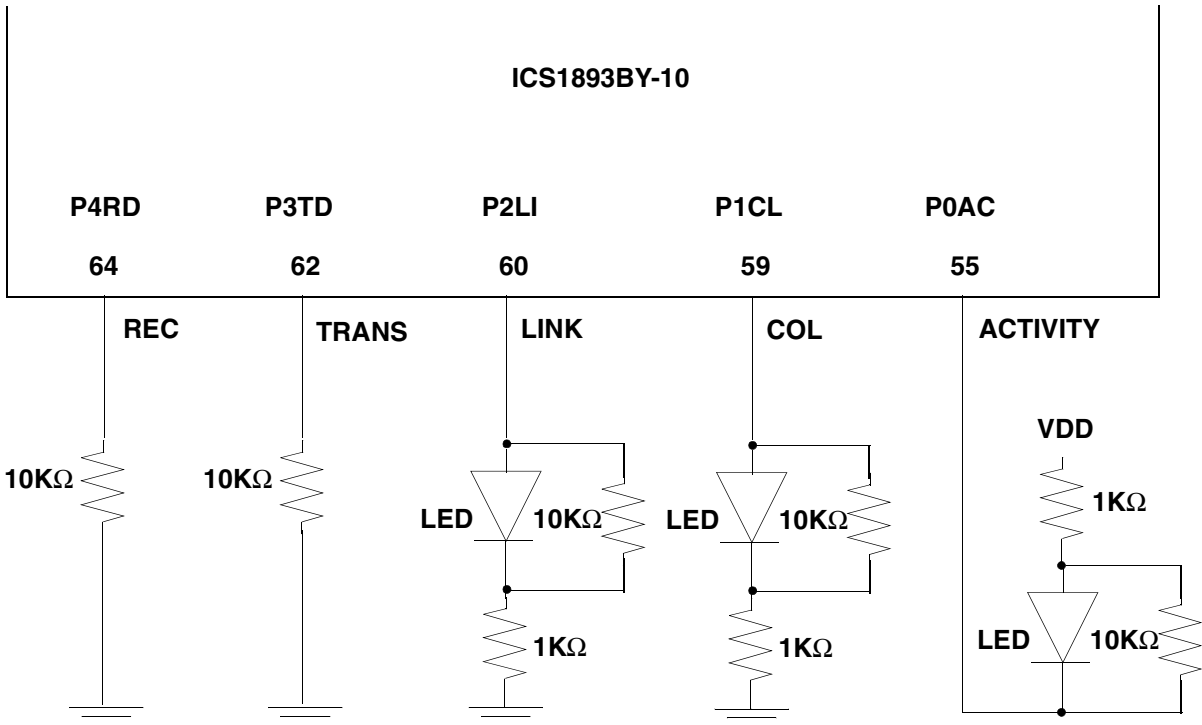 ICS1893BY-10
P4RD P3TD P2LI P1CL P0AC
64 62 60 59 55
REC TRANS LINK COL ACTIVITY
VDD
10KΩ 10KΩ 1KΩ
LED 10KΩ LED 10KΩ
1KΩ 1KΩ LED 10KΩ